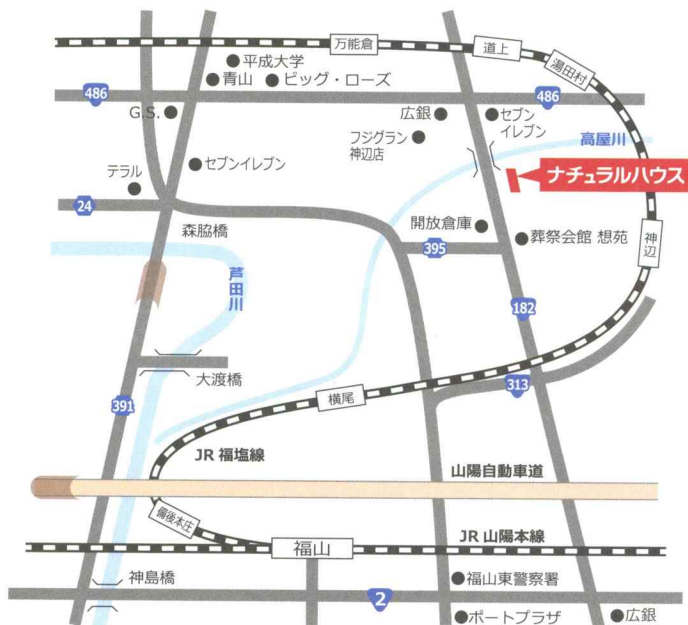 万能倉
道上
湯田村
平成大学
青山
ビッグ・ローズ
486
486
G.S.
広銀
セブン
イレブン
フジグラン
神辺店
高屋川
ナチュラルハウス
テラル
セブンイレブン
24
森脇橋
開放倉庫
395
葬祭会館 想苑
神辺
芦田川
182
大渡橋
391
横尾
313
JR 福塩線
山陽自動車道
備後本庄
福山
JR 山陽本線
神島橋
福山東警察署
2
ポートプラザ
広銀